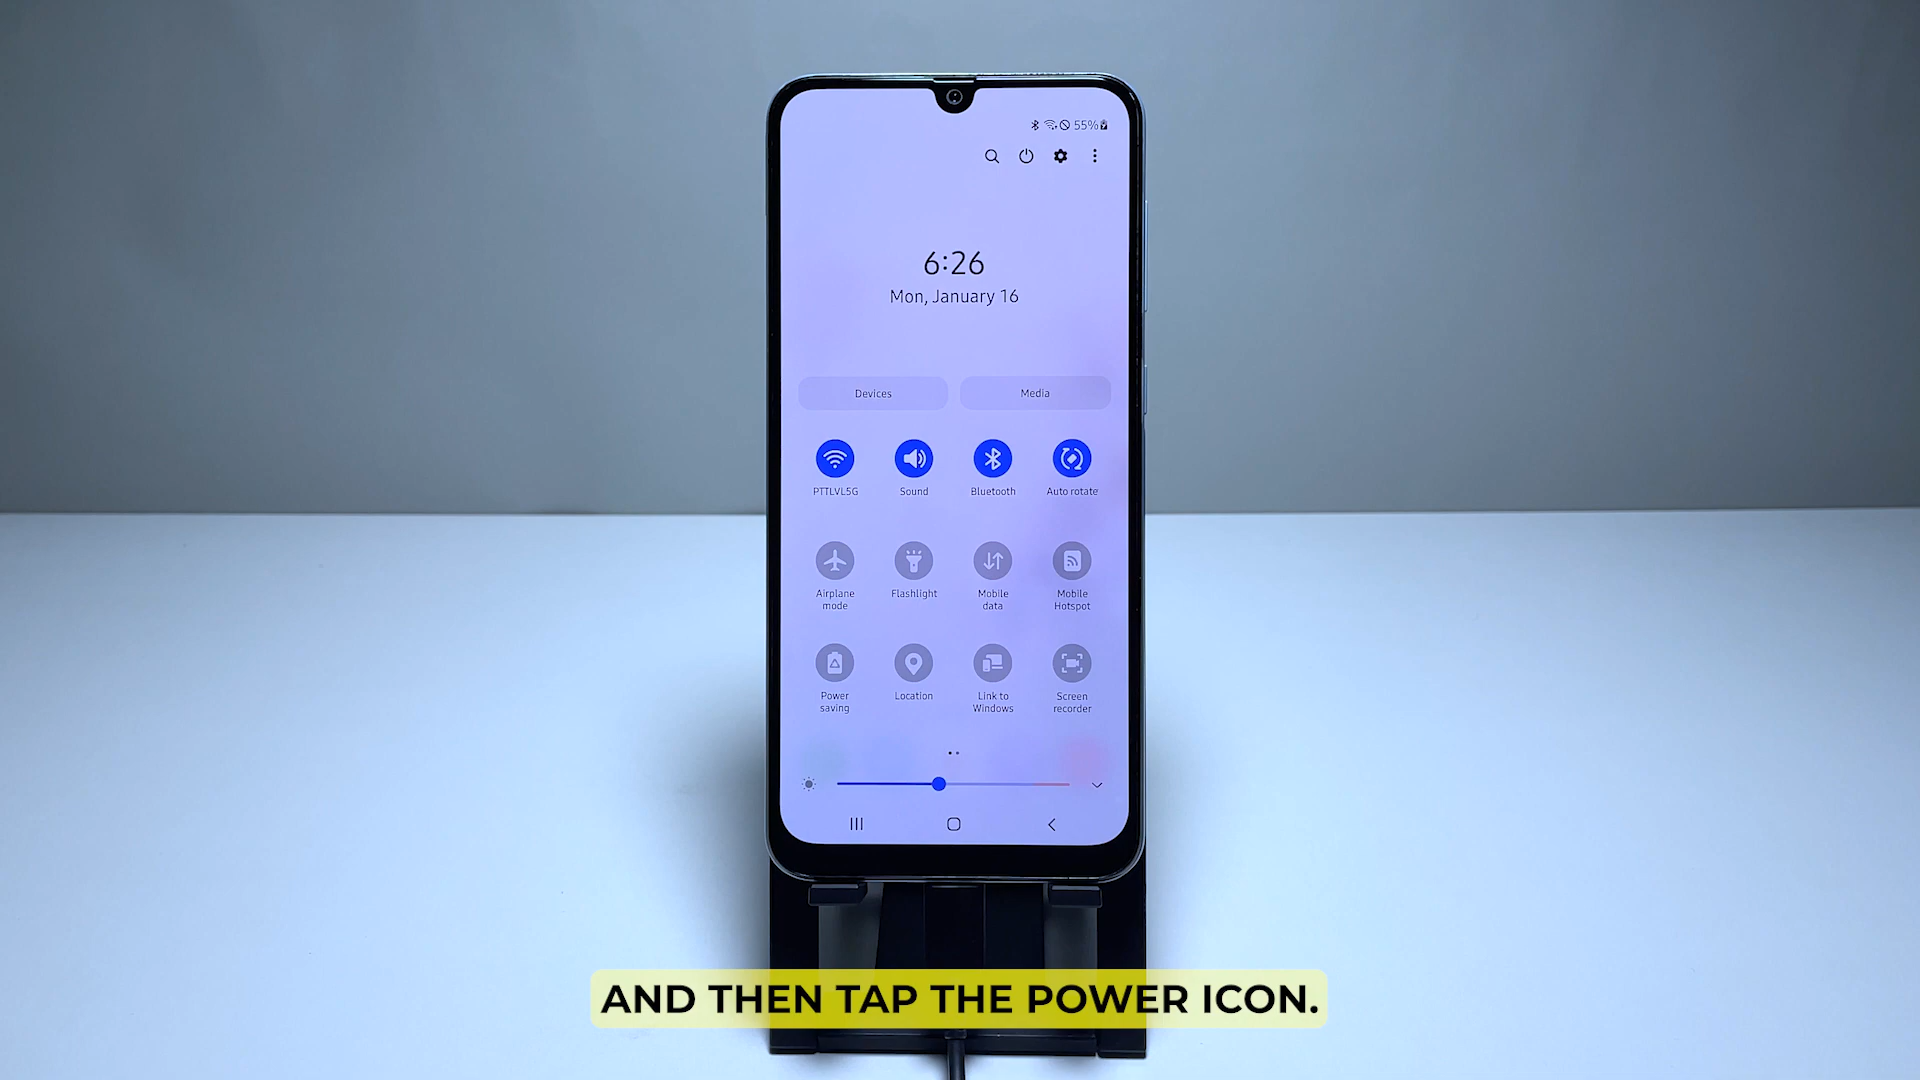 55%
6:26
Mon, January 16
Devices
Media
PTTLVL5G
Sound
Bluetooth
Auto rotate
Airplane
mode
Flashlight
Mobile
data
Mobile
Hotspot
Power
saving
Location
Link to
Windows
Screen
recorder
AND THEN TAP THE POWER ICON.